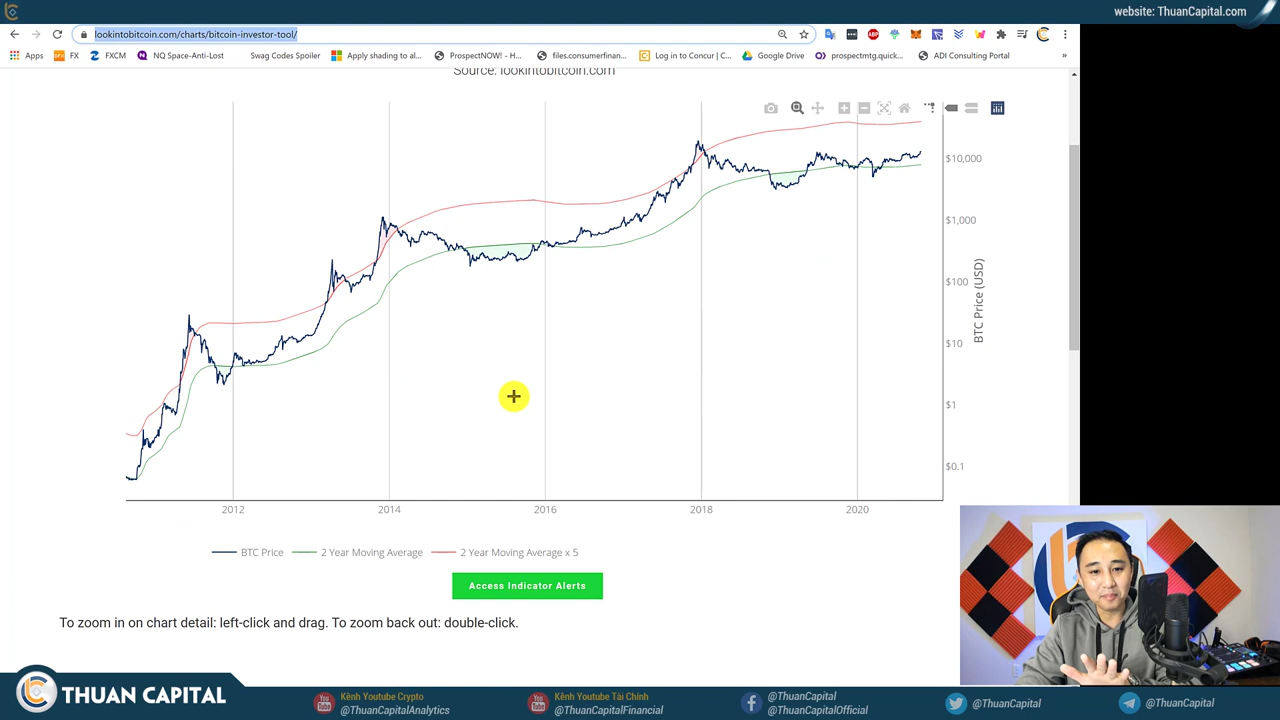 website: ThuanCapital.com
lookintobitcoin.com/charts/bitcoin-investor-tool/
Apps FX FXCM NQ Space-Anti-Lost Swag Codes Spoiler Apply shading to al... ProspectNOW! - H... files.consumerfinan... Log in to Concur | C... Google Drive prospectmtg.quick... ADI Consulting Portal »
Source: lookintobitcoin.com
$10,000
$1,000
$100
$10
$1
$0.1
BTC Price (USD)
2012 2014 2016 2018 2020
BTC Price 2 Year Moving Average 2 Year Moving Average x 5
Access Indicator Alerts
To zoom in on chart detail: left-click and drag. To zoom back out: double-click.
THUAN CAPITAL
Kênh Youtube Crypto
@ThuanCapitalAnalytics
Kênh Youtube Tài Chính
@ThuanCapitalFinancial
@ThuanCapital
@ThuanCapitalOfficial
@ThuanCapital
@ThuanCapital